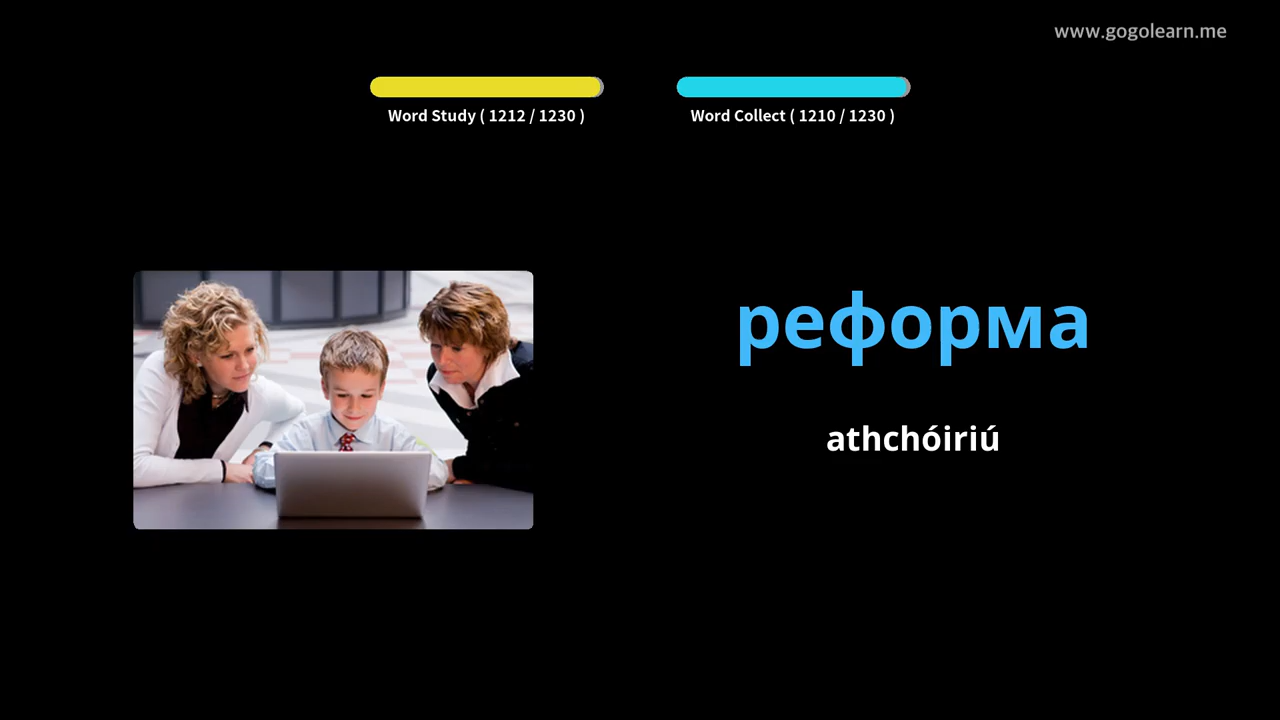 www.gogolearn.me
Word Study ( 1212 / 1230 )
Word Collect ( 1210 / 1230 )
реформа
athchóiriú